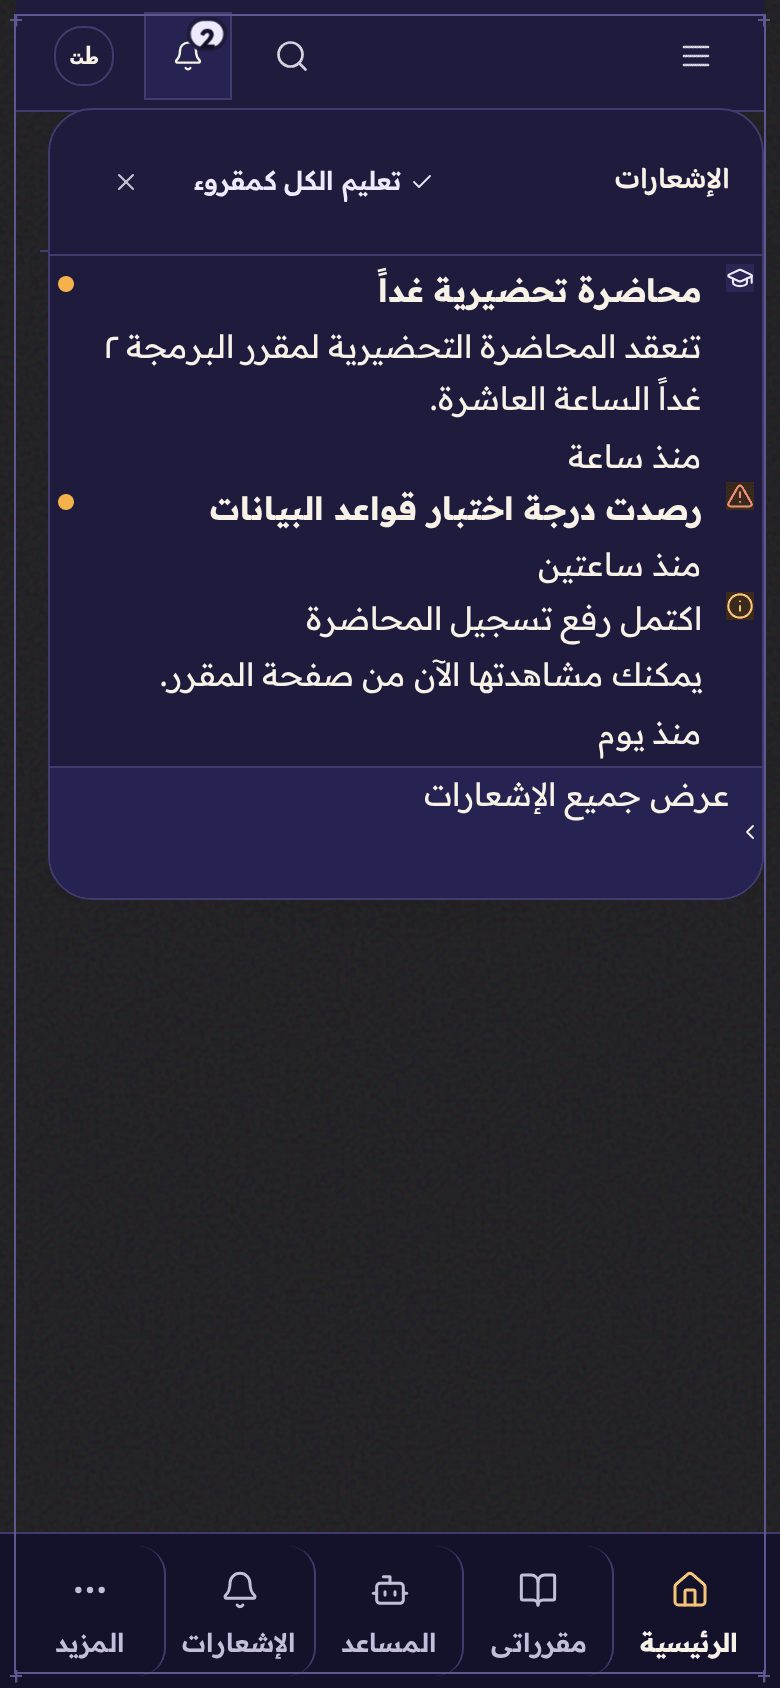 طت
2
الإشعارات
تعليم الكل كمقروء
محاضرة تحضيرية غداً
تنعقد المحاضرة التحضيرية لمقرر البرمجة ٢
غداً الساعة العاشرة.
منذ ساعة
رصدت درجة اختبار قواعد البيانات
منذ ساعتين
اكتمل رفع تسجيل المحاضرة
يمكنك مشاهدتها الآن من صفحة المقرر.
منذ يوم
عرض جميع الإشعارات
الرئيسية
مقرراتي
المساعد
الإشعارات
المزيد